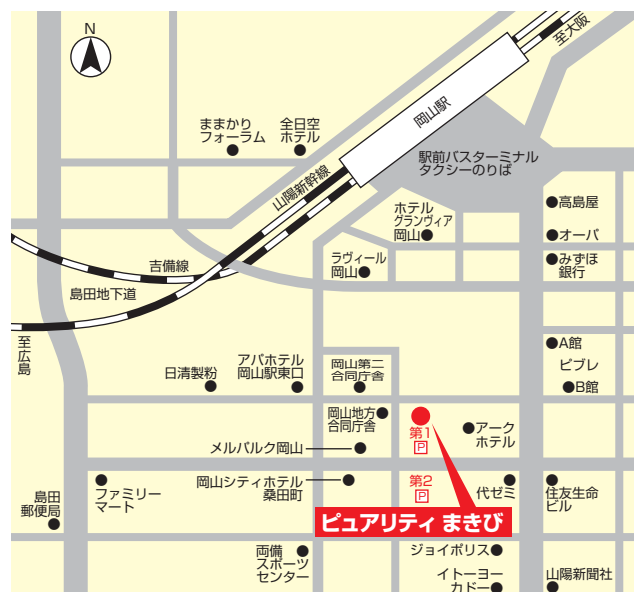 N
至大阪
岡山駅
ままかり
フォーラム
全日空
ホテル
山陽新幹線
駅前バスターミナル
タクシーのりば
ホテル
グランヴィア
岡山
高島屋
オーパ
みずほ
銀行
ラヴィール
岡山
吉備線
島田地下道
至広島
A館
ビブレ
B館
日清製粉
アパホテル
岡山駅東口
岡山第二
合同庁舎
岡山地方
合同庁舎
第1
P
アーク
ホテル
メルパルク岡山
岡山シティホテル
桑田町
第2
P
代ゼミ
住友生命
ビル
ファミリー
マート
島田
郵便局
ピュアリティ まきび
両備
スポーツ
センター
ジョイポリス
イトーヨー
カドー
山陽新聞社